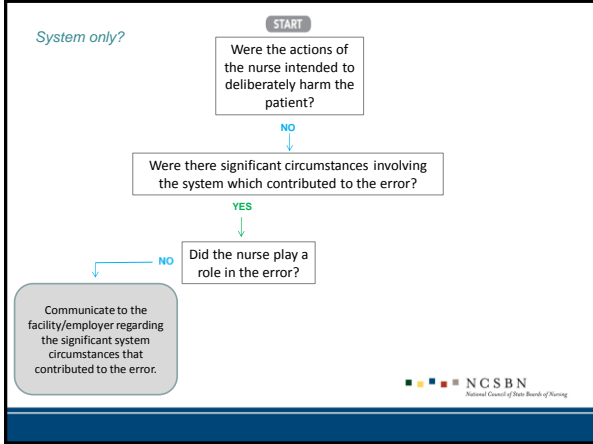 System only?
START
Were the actions of
the nurse intended to
deliberately harm the
patient?
NO
Were there significant circumstances involving
the system which contributed to the error?
YES
Did the nurse play a
role in the error?
NO
Communicate to the
facility/employer regarding
the significant system
circumstances that
contributed to the error.
NCSBN
National Council of State Boards of Nursing